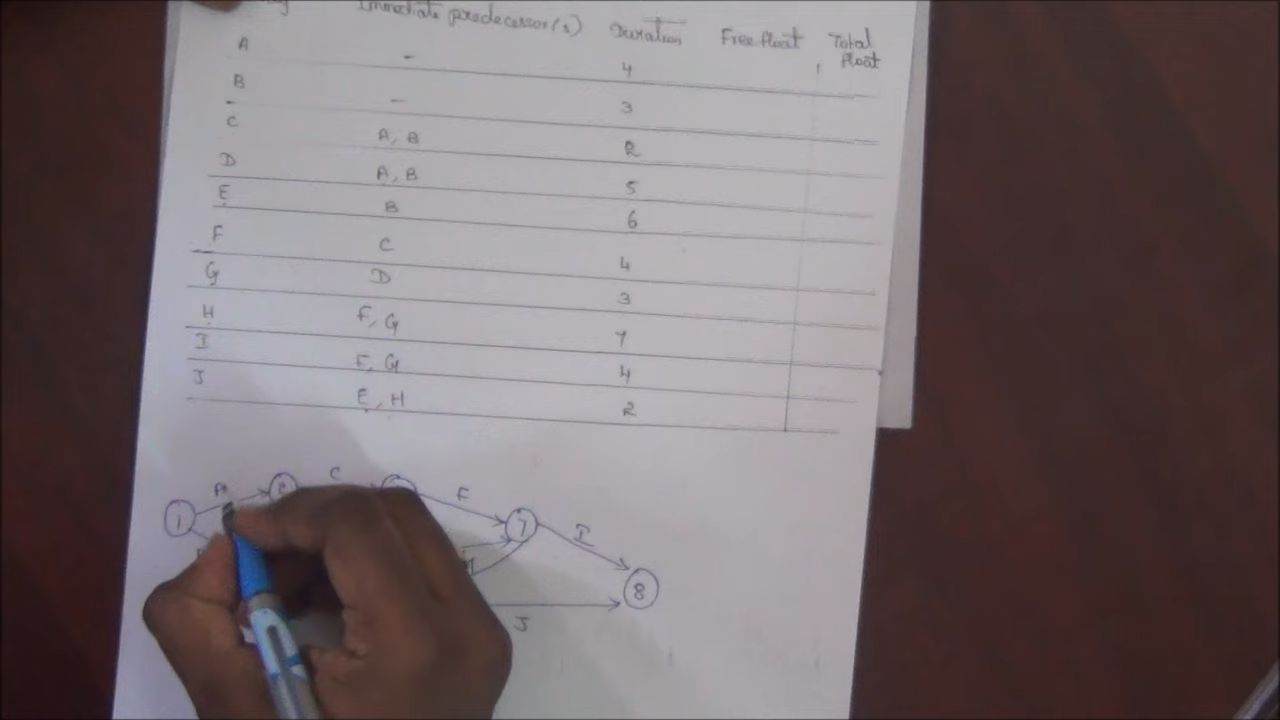 Immediate predecessor(s) Duration Free float Total float
A - 4
B - 3
C A, B 2
D A, B 5
E B 6
F C 4
G D 3
H F, G 7
I F, G 4
J E, H 2
A C F I
1 2 7 8
H
J